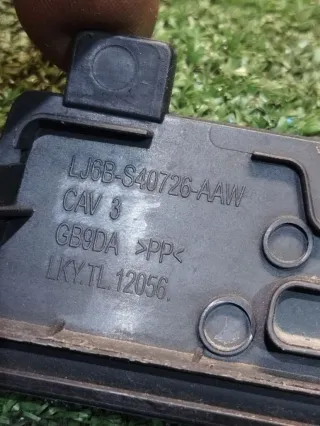 LJ6B-S40726-AAW
CAV 3
GB9DA >PP<
LKY.TL.12056.